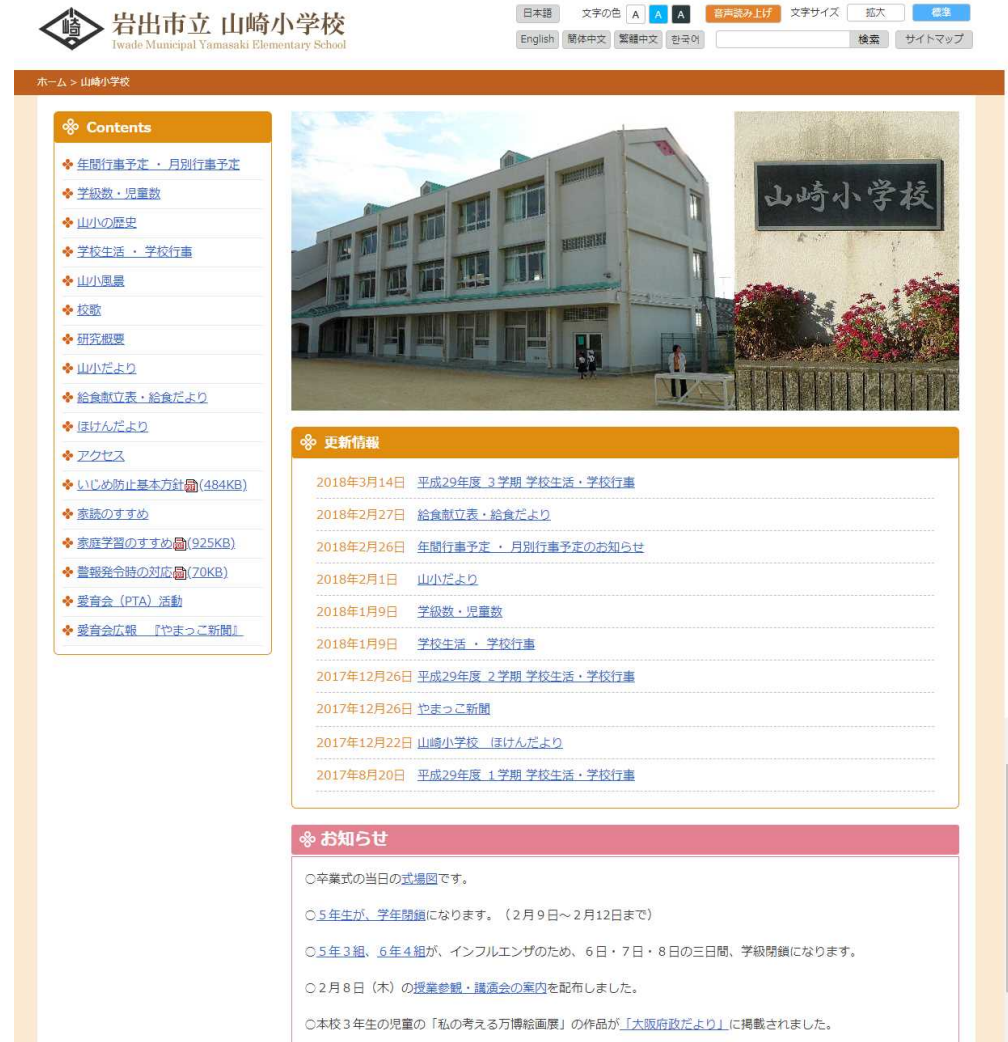 岩出市立 山崎小学校
Iwade Municipal Yamasaki Elementary School
日本語 文字の色 A A A 音声読み上げ 文字サイズ 拡大 標準
English 簡体中文 繁體中文 한국어 検索 サイトマップ
ホーム > 山崎小学校
Contents
年間行事予定 ・ 月別行事予定
学級数・児童数
山小の歴史
学校生活 ・ 学校行事
山小風景
校歌
研究概要
山小だより
給食献立表・給食だより
ほけんだより
アクセス
いじめ防止基本方針(484KB)
家読のすすめ
家庭学習のすすめ(925KB)
警報発令時の対応(70KB)
愛育会（PTA）活動
愛育会広報　『やまっこ新聞』
山崎小学校
更新情報
2018年3月14日 平成29年度 ３学期 学校生活・学校行事
2018年2月27日 給食献立表・給食だより
2018年2月26日 年間行事予定 ・ 月別行事予定のお知らせ
2018年2月1日 山小だより
2018年1月9日 学級数・児童数
2018年1月9日 学校生活 ・ 学校行事
2017年12月26日 平成29年度 ２学期 学校生活・学校行事
2017年12月26日 やまっこ新聞
2017年12月22日 山崎小学校　ほけんだより
2017年8月20日 平成29年度 １学期 学校生活・学校行事
お知らせ
○卒業式の当日の式場図です。
○５年生が、学年閉鎖になります。（２月９日～２月12日まで）
○５年３組、６年４組が、インフルエンザのため、６日・７日・８日の三日間、学級閉鎖になります。
○２月８日（木）の授業参観・講演会の案内を配布しました。
○本校３年生の児童の「私の考える万博絵画展」の作品が「大阪府政だより」に掲載されました。